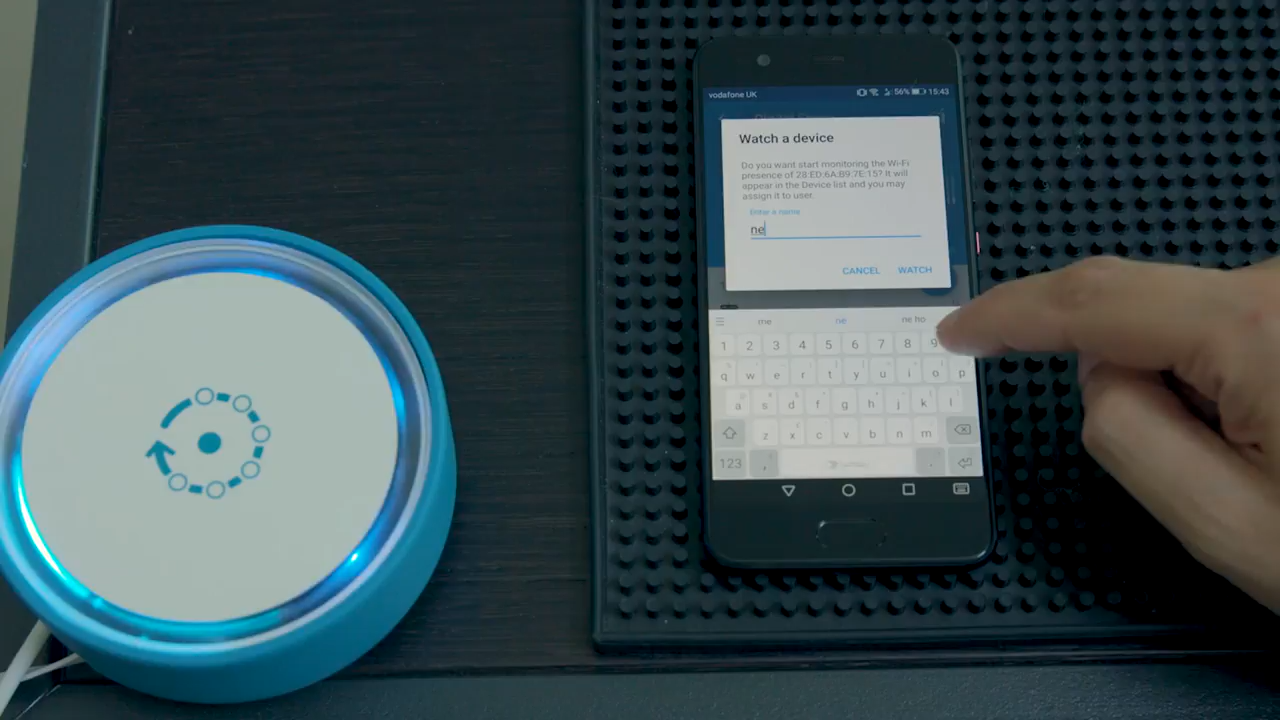 vodafone UK 56% 15:43
Watch a device
Do you want start monitoring the Wi-Fi
presence of 28:ED:6A:B9:7E:15? It will
appear in the Device list and you may
assign it to user.
Enter a name
ne
CANCEL WATCH
me ne ne ho
1 2 3 4 5 6 7 8 9
q w e r t y u i o p
a s d f g h j k l
z x c v b n m
123 , .